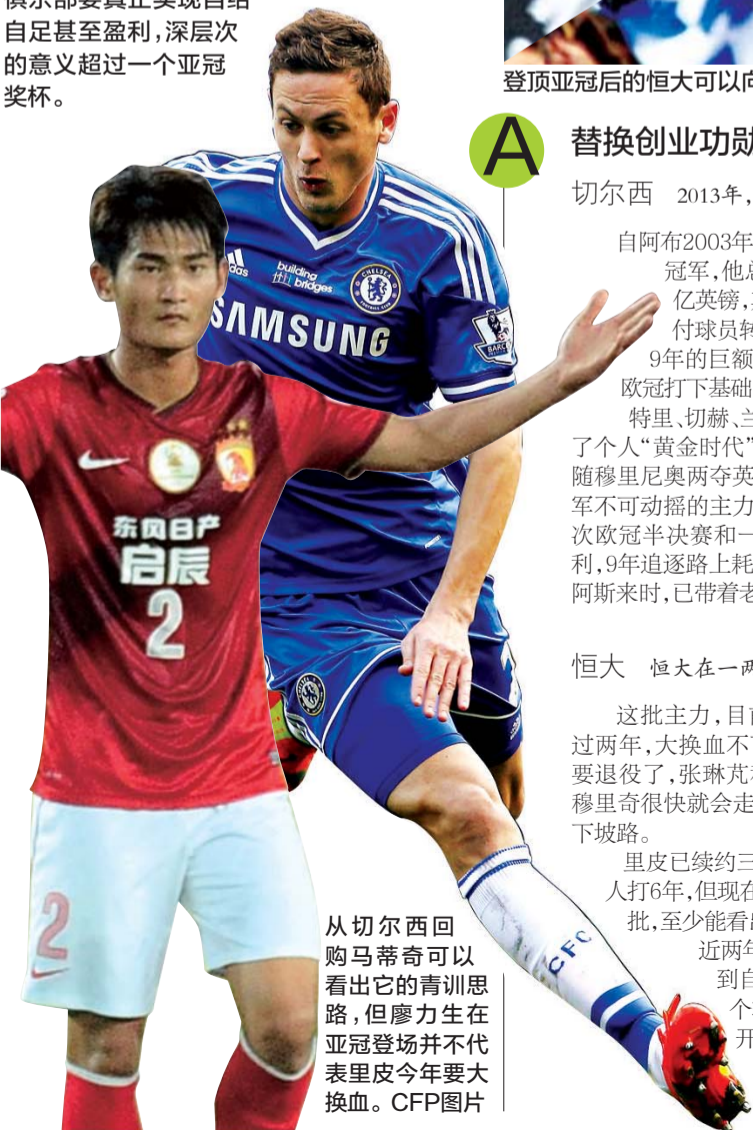 俱乐部要真正实现自给
自足甚至盈利，深层次
的意义超过一个亚冠
奖杯。
登顶亚冠后的恒大可以向
A
替换创业功勋
切尔西 2013年，
自阿布2003年
冠军，他总
亿英镑，
付球员转
9年的巨额
欧冠打下基础
特里、切赫、兰
了个人“黄金时代”
随穆里尼奥两夺英
军不可动摇的主力
次欧冠半决赛和一
利，9年追逐路上耗
阿斯来时，已带着老
恒大 恒大在一两
这批主力，目前
过两年，大换血不可
要退役了，张琳芃和
穆里奇很快就会走
下坡路。
里皮已续约三
人打6年，但现在
批，至少能看出
近两年
到自
个
开
从切尔西回
购马蒂奇可以
看出它的青训思
路，但廖力生在
亚冠登场并不代
表里皮今年要大
换血。CFP图片
adidas
building
bridges
CHELSEA
SAMSUNG
东风日产
启辰
2
2
CFC